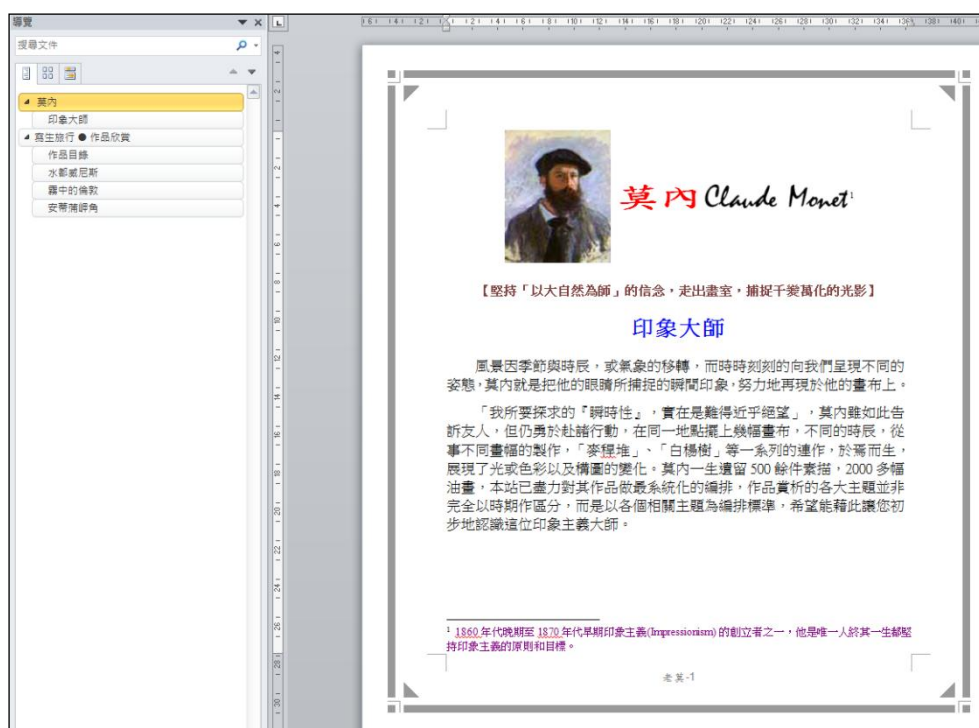 導覽
搜尋文件
莫內
印象大師
寫生旅行 ● 作品欣賞
作品目錄
水都威尼斯
霧中的倫敦
安蒂蒲岬角
莫內 Claude Monet¹
【堅持「以大自然為師」的信念，走出畫室，捕捉千變萬化的光影】
印象大師
風景因季節與時辰，或氣象的移轉，而時時刻刻的向我們呈現不同的
姿態，莫內就是把他的眼睛所捕捉的瞬間印象，努力地再現於他的畫布上。
「我所要探求的『瞬時性』，實在是難得近乎絕望」，莫內雖如此告
訴友人，但仍勇於赴諸行動，在同一地點擺上幾幅畫布，不同的時辰，從
事不同畫幅的製作，「麥稈堆」、「白楊樹」等一系列的連作，於焉而生，
展現了光或色彩以及構圖的變化。莫內一生遺留 500 餘件素描，2000 多幅
油畫，本站已盡力對其作品做最系統化的編排，作品賞析的各大主題並非
完全以時期作區分，而是以各個相關主題為編排標準，希望能藉此讓您初
步地認識這位印象主義大師。
¹ 1860 年代晚期至 1870 年代早期印象主義(Impressionism) 的創立者之一，他是唯一人終其一生都堅
持印象主義的原則和目標。
老莫-1